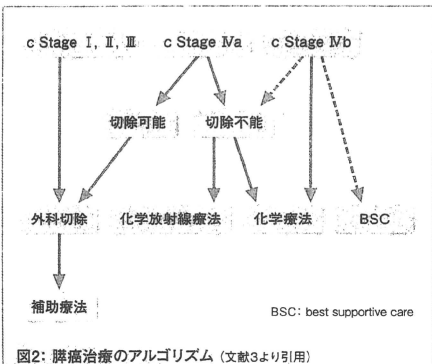 c Stage Ⅰ, Ⅱ, Ⅲ c Stage Ⅳa c Stage Ⅳb
切除可能 切除不能
外科切除 化学放射線療法 化学療法 BSC
補助療法
BSC: best supportive care
図2: 膵癌治療のアルゴリズム (文献3より引用)